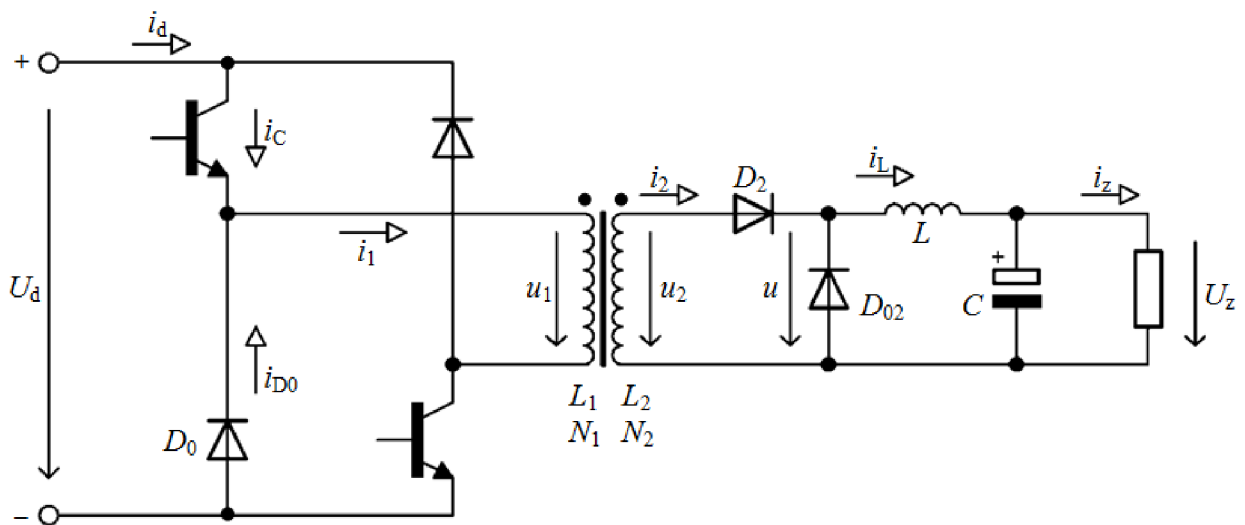 i_d
+
i_C
i_2
D_2
i_L
i_z
i_1
L
U_d
u_1
u_2
u
D_02
+
C
U_z
i_D0
D_0
L_1
L_2
N_1
N_2
–